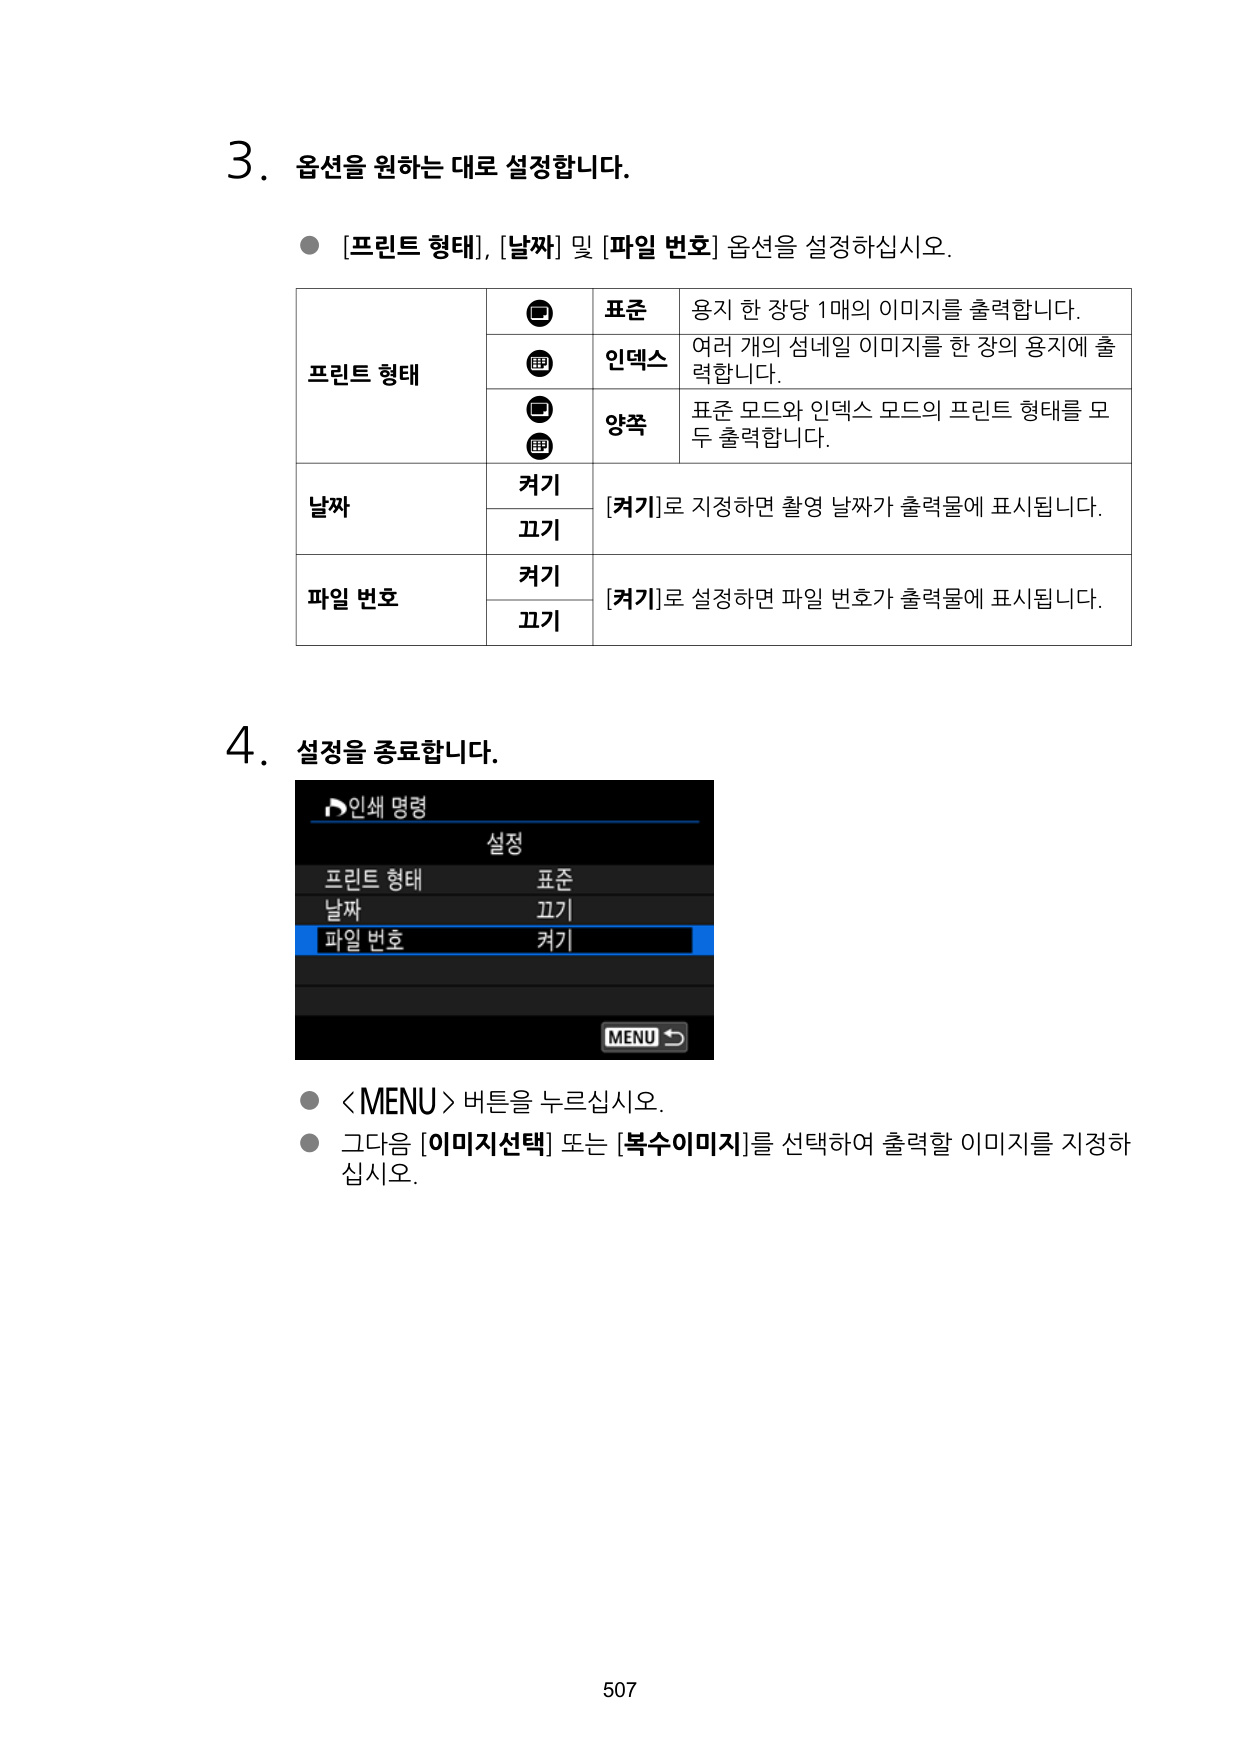 3. 옵션을 원하는 대로 설정합니다.
● [프린트 형태], [날짜] 및 [파일 번호] 옵션을 설정하십시오.
프린트 형태
표준
용지 한 장당 1매의 이미지를 출력합니다.
인덱스
여러 개의 섬네일 이미지를 한 장의 용지에 출
력합니다.
양쪽
표준 모드와 인덱스 모드의 프린트 형태를 모
두 출력합니다.
날짜
켜기
끄기
[켜기]로 지정하면 촬영 날짜가 출력물에 표시됩니다.
파일 번호
켜기
끄기
[켜기]로 설정하면 파일 번호가 출력물에 표시됩니다.
4. 설정을 종료합니다.
인쇄 명령
설정
프린트 형태 표준
날짜 끄기
파일 번호 켜기
MENU
● <MENU> 버튼을 누르십시오.
● 그다음 [이미지선택] 또는 [복수이미지]를 선택하여 출력할 이미지를 지정하
십시오.
507